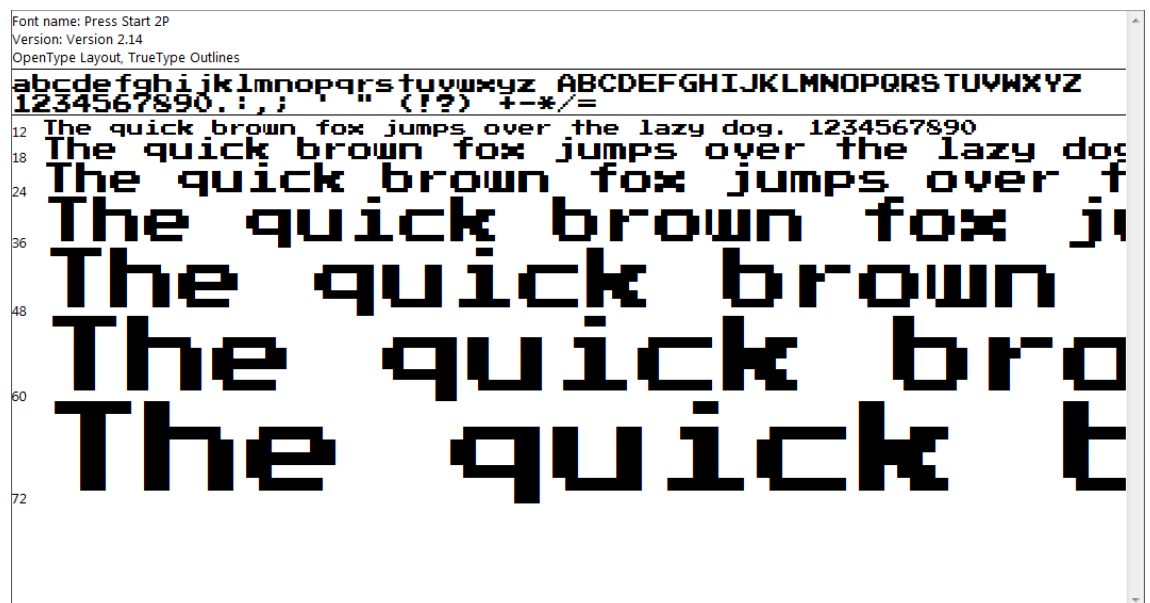 Font name: Press Start 2P
Version: Version 2.14
OpenType Layout, TrueType Outlines
abcdefghijklmnopqrstuvwxyz ABCDEFGHIJKLMNOPQRSTUVWXYZ
1234567890.:,; ' " (!?) +-*/=
12 The quick brown fox jumps over the lazy dog. 1234567890
18 The quick brown fox jumps over the lazy dog
24 The quick brown fox jumps over
36 The quick brown fox
48 The quick brown
60 The quick bro
72 The quick